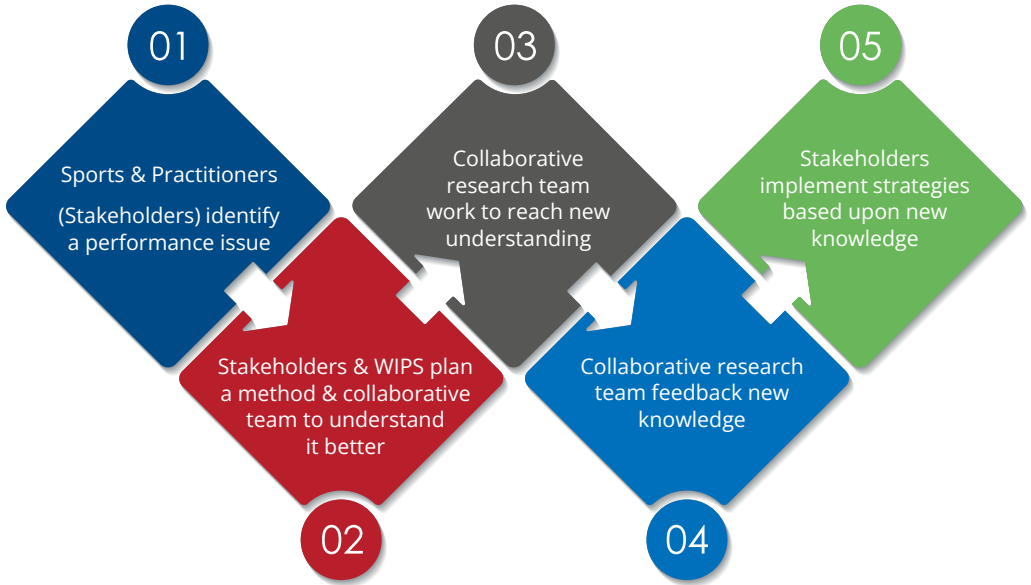 01
Sports & Practitioners
(Stakeholders) identify
a performance issue
02
Stakeholders & WIPS plan
a method & collaborative
team to understand
it better
03
Collaborative
research team
work to reach new
understanding
04
Collaborative research
team feedback new
knowledge
05
Stakeholders
implement strategies
based upon new
knowledge